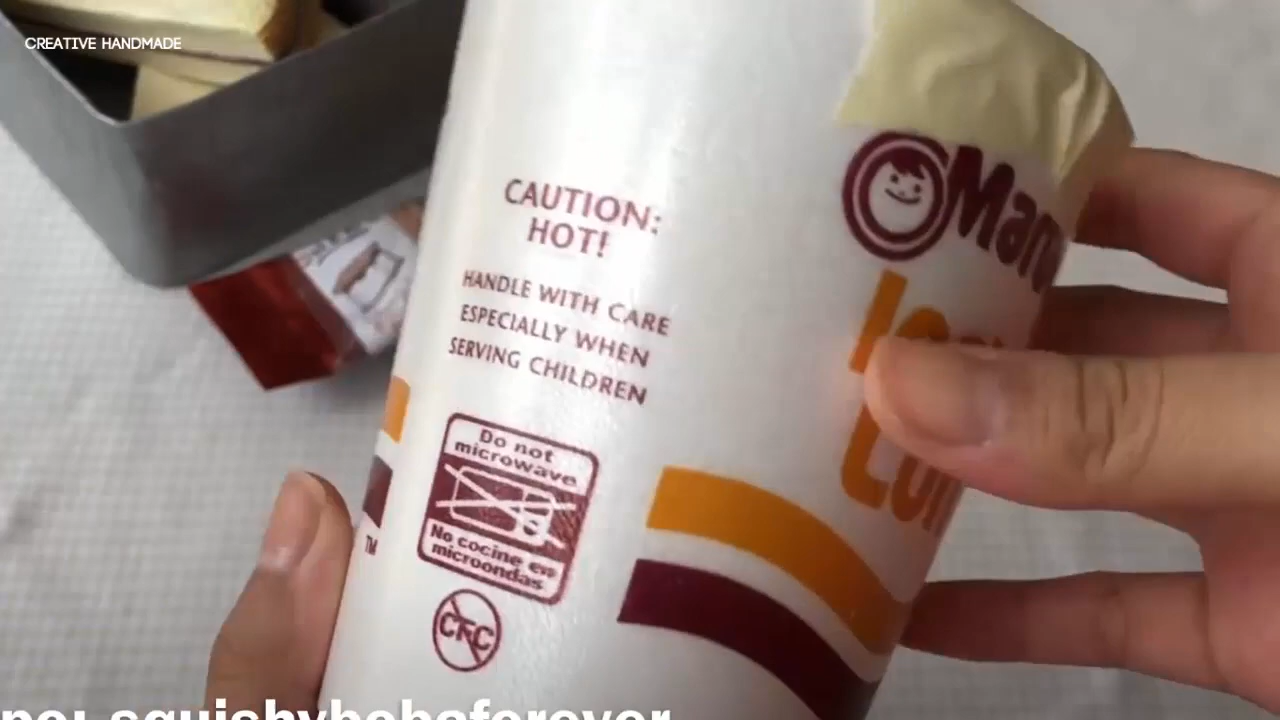 CREATIVE HANDMADE
CAUTION:
HOT!
HANDLE WITH CARE
ESPECIALLY WHEN
SERVING CHILDREN
Do not
microwave
No cocine en
microondas
CFC
TM
squishybobaforever